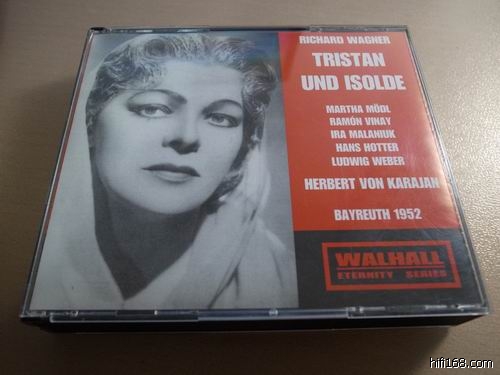 RICHARD WAGNER
TRISTAN
UND ISOLDE
MARTHA MÖDL
RAMÓN VINAY
IRA MALANIUK
HANS HOTTER
LUDWIG WEBER
HERBERT VON KARAJAN
BAYREUTH 1952
WALHALL
ETERNITY SERIES
hifi168.com